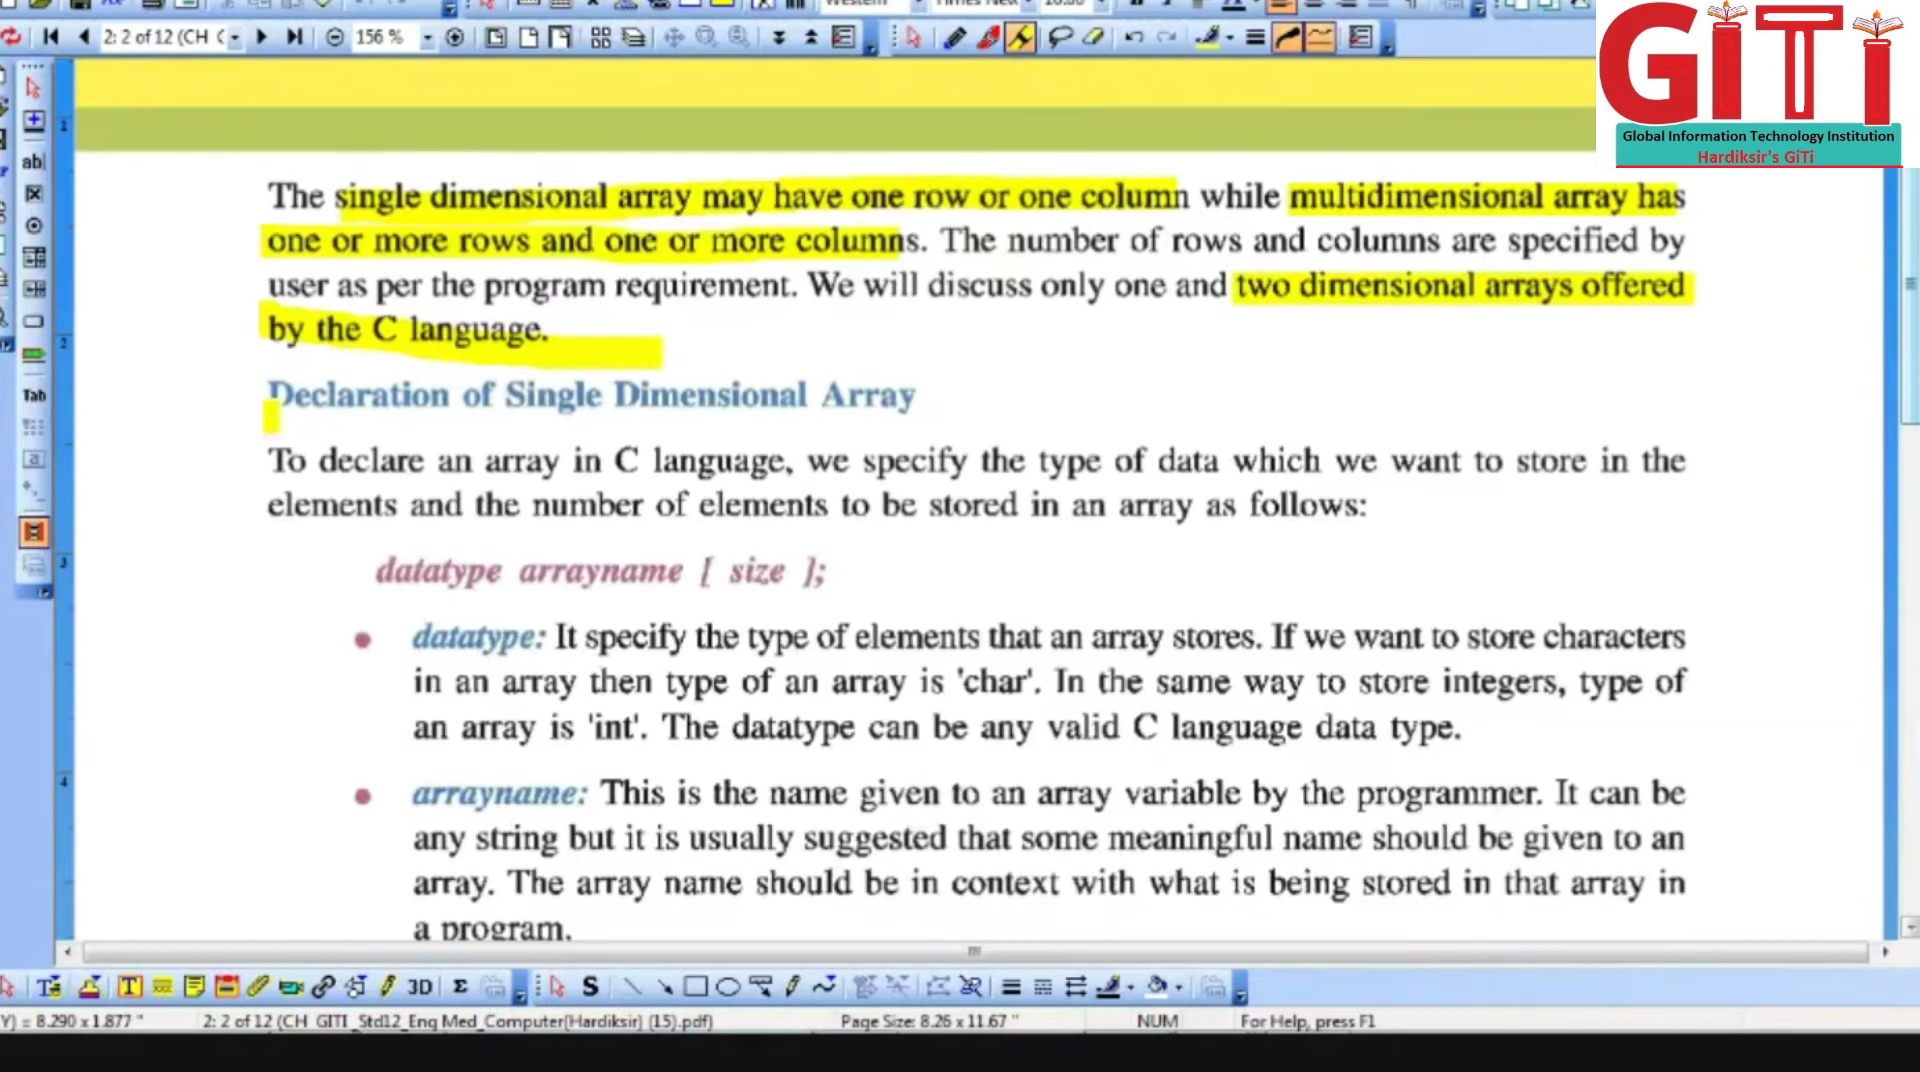 2: 2 of 12 (CH
156 %
GiTi
Global Information Technology Institution
Hardiksir's GiTi
The single dimensional array may have one row or one column while multidimensional array has
one or more rows and one or more columns. The number of rows and columns are specified by
user as per the program requirement. We will discuss only one and two dimensional arrays offered
by the C language.
Declaration of Single Dimensional Array
To declare an array in C language, we specify the type of data which we want to store in the
elements and the number of elements to be stored in an array as follows:
datatype arrayname [ size ];
datatype: It specify the type of elements that an array stores. If we want to store characters
in an array then type of an array is 'char'. In the same way to store integers, type of
an array is 'int'. The datatype can be any valid C language data type.
arrayname: This is the name given to an array variable by the programmer. It can be
any string but it is usually suggested that some meaningful name should be given to an
array. The array name should be in context with what is being stored in that array in
a program.
1
2
3
4
Tab
3D
Y) = 8.290 x 1.877 "
2: 2 of 12 (CH GITI _Std12_Eng Med_Computer(Hardiksir) (15).pdf)
Page Size: 8.26 x 11.67 "
NUM
For Help, press F1